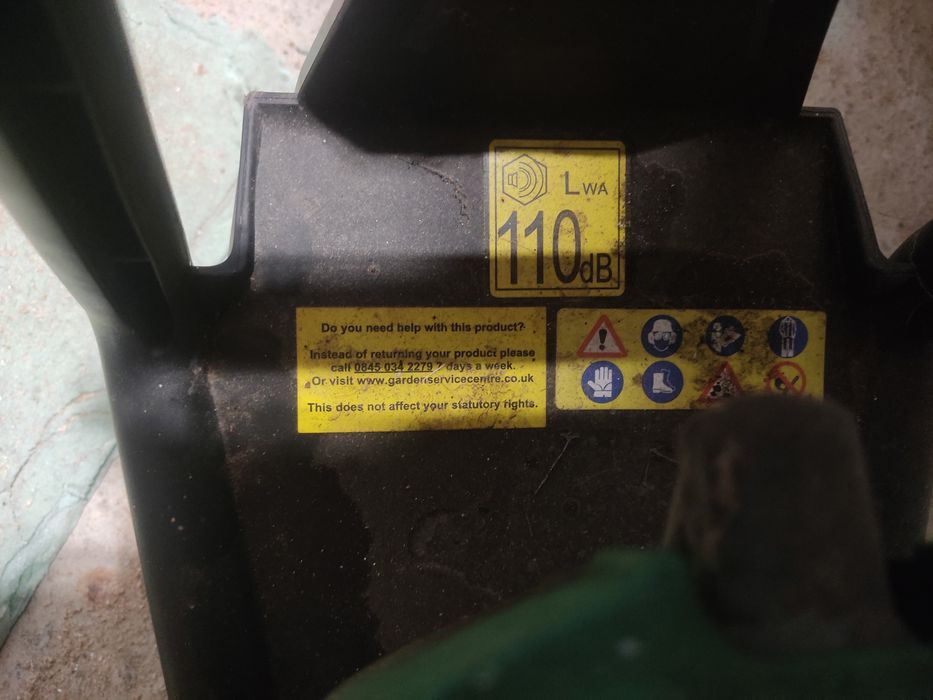 LWA
110dB
Do you need help with this product?
Instead of returning your product please
call 0845 034 2279 7 days a week.
Or visit www.gardenservicecentre.co.uk
This does not affect your statutory rights.